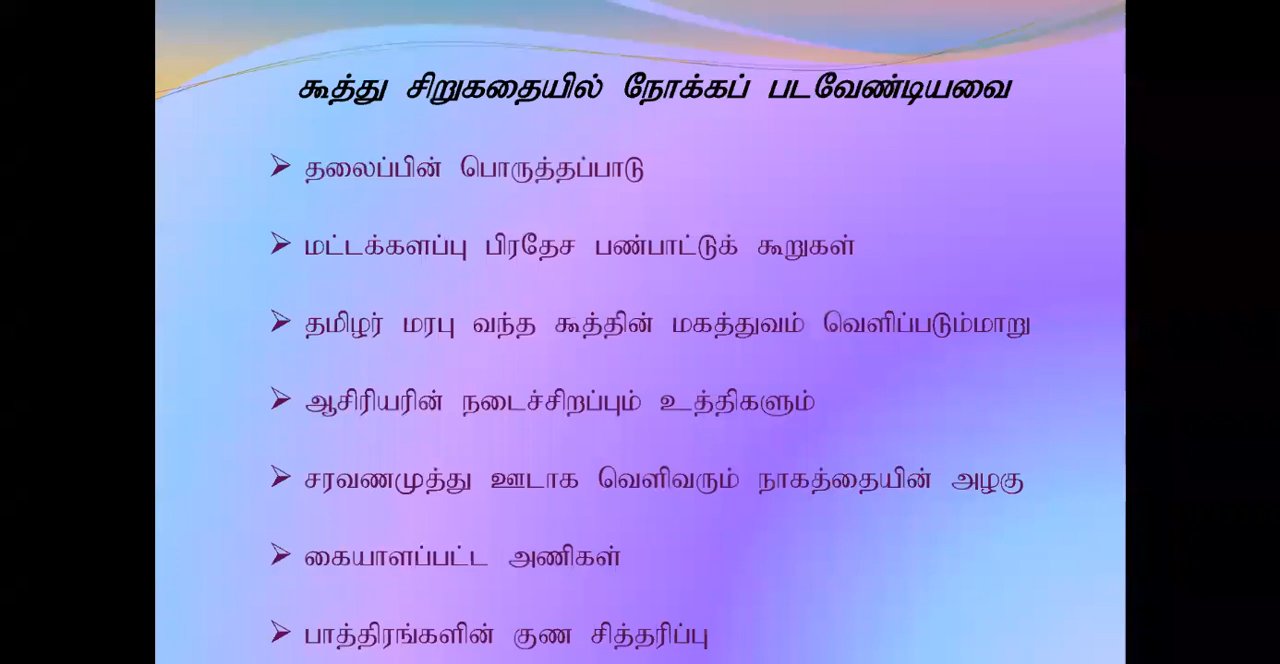 கூத்து சிறுகதையில் நோக்கப் படவேண்டியவை
தலைப்பின் பொருத்தப்பாடு
மட்டக்களப்பு பிரதேச பண்பாட்டுக் கூறுகள்
தமிழர் மரபு வந்த கூத்தின் மகத்துவம் வெளிப்படும்மாறு
ஆசிரியரின் நடைச்சிறப்பும் உத்திகளும்
சரவணமுத்து ஊடாக வெளிவரும் நாகத்தையின் அழகு
கையாளப்பட்ட அணிகள்
பாத்திரங்களின் குண சித்தரிப்பு